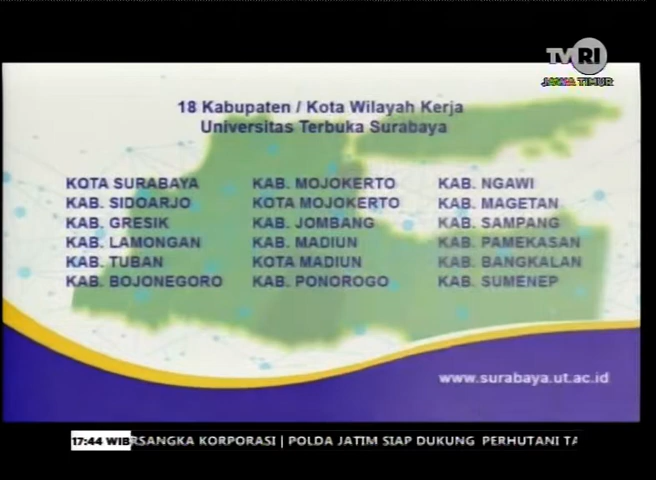 TVRI
JAWA TIMUR
18 Kabupaten / Kota Wilayah Kerja
Universitas Terbuka Surabaya
KOTA SURABAYA
KAB. SIDOARJO
KAB. GRESIK
KAB. LAMONGAN
KAB. TUBAN
KAB. BOJONEGORO
KAB. MOJOKERTO
KOTA MOJOKERTO
KAB. JOMBANG
KAB. MADIUN
KOTA MADIUN
KAB. PONOROGO
KAB. NGAWI
KAB. MAGETAN
KAB. SAMPANG
KAB. PAMEKASAN
KAB. BANGKALAN
KAB. SUMENEP
www.surabaya.ut.ac.id
17:44 WIB RSANGKA KORPORASI | POLDA JATIM SIAP DUKUNG PERHUTANI TA